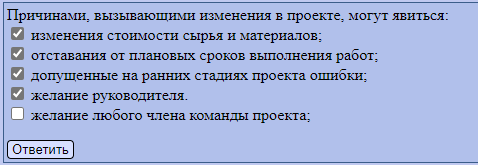 Причинами, вызывающими изменения в проекте, могут явиться:
изменения стоимости сырья и материалов;
отставания от плановых сроков выполнения работ;
допущенные на ранних стадиях проекта ошибки;
желание руководителя.
желание любого члена команды проекта;
Ответить